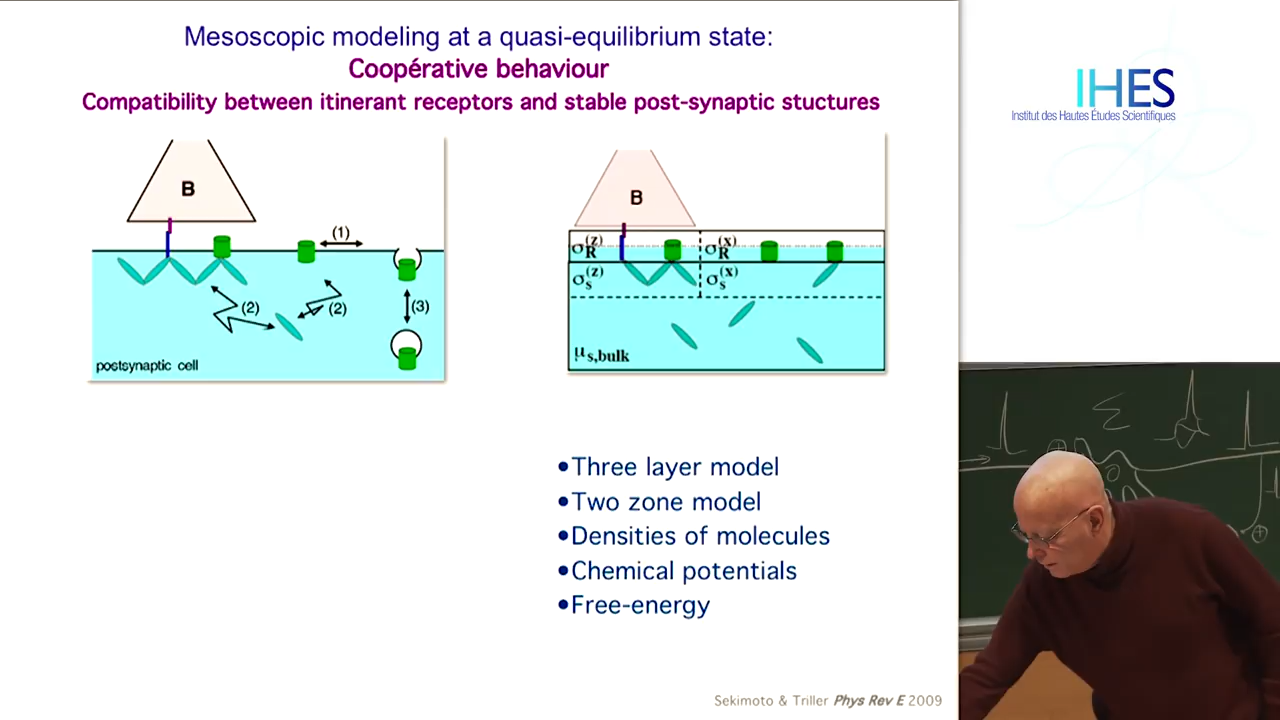 Mesoscopic modeling at a quasi-equilibrium state:
Coopérative behaviour
Compatibility between itinerant receptors and stable post-synaptic stuctures
B
(1)
(2)
(2)
(3)
postsynaptic cell
B
σR(z)
σR(x)
σs(z)
σs(x)
μs,bulk
•Three layer model
•Two zone model
•Densities of molecules
•Chemical potentials
•Free-energy
Sekimoto & Triller Phys Rev E 2009
IHES
Institut des Hautes Études Scientifiques
Σ